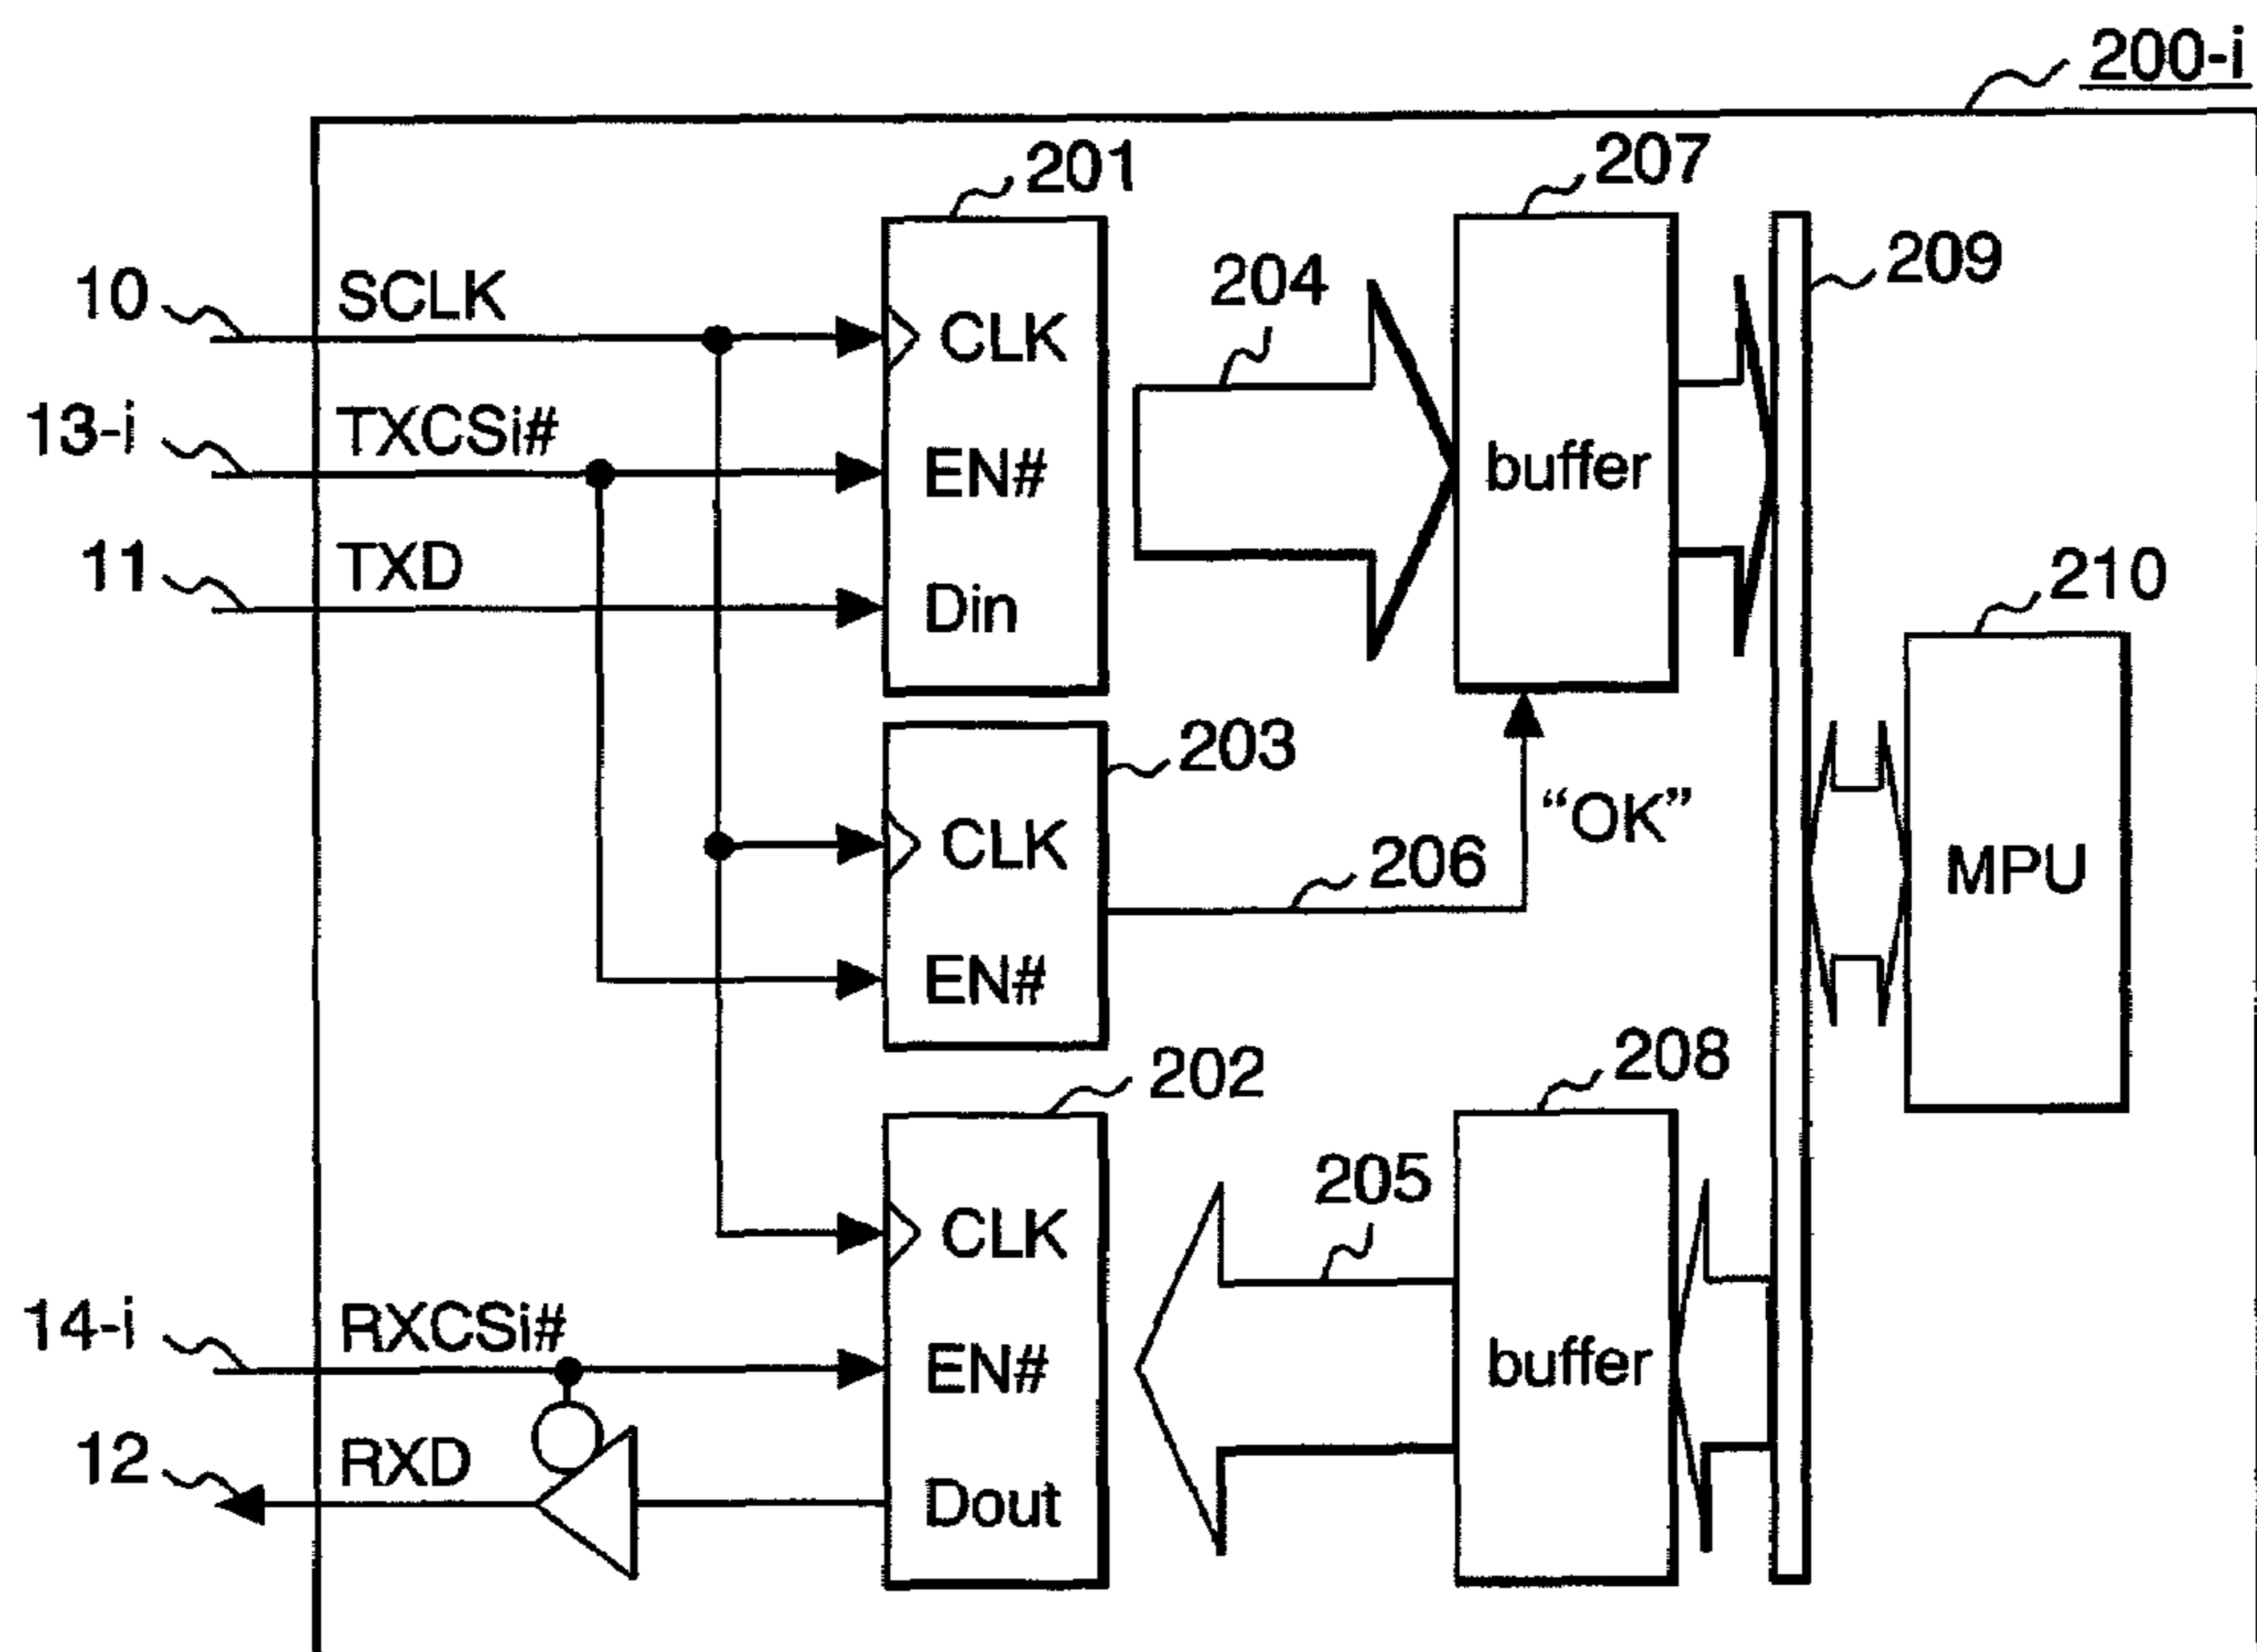 200-i
201
207
209
10
SCLK
CLK
204
13-i
TXCSi#
EN#
buffer
11
TXD
Din
210
203
CLK
"OK"
206
MPU
EN#
202
208
205
CLK
14-i
RXCSi#
EN#
buffer
12
RXD
Dout